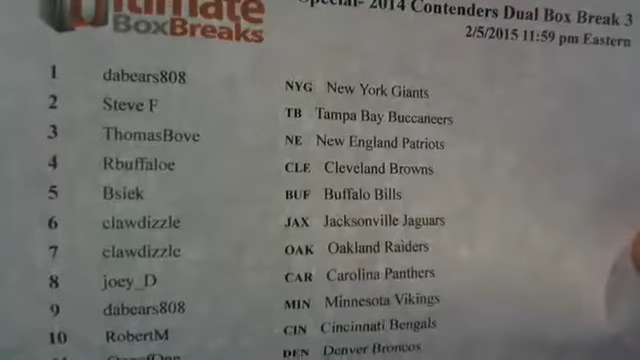 Ultimate
BoxBreaks
Special- 2014 Contenders Dual Box Break 3
2/5/2015 11:59 pm Eastern
1 dabears808 NYG New York Giants
2 Steve F TB Tampa Bay Buccaneers
3 ThomasBove NE New England Patriots
4 Rbuffaloe CLE Cleveland Browns
5 Bsiek BUF Buffalo Bills
6 clawdizzle JAX Jacksonville Jaguars
7 clawdizzle OAK Oakland Raiders
8 joey_D CAR Carolina Panthers
9 dabears808 MIN Minnesota Vikings
10 RobertM CIN Cincinnati Bengals
DEN Denver Broncos